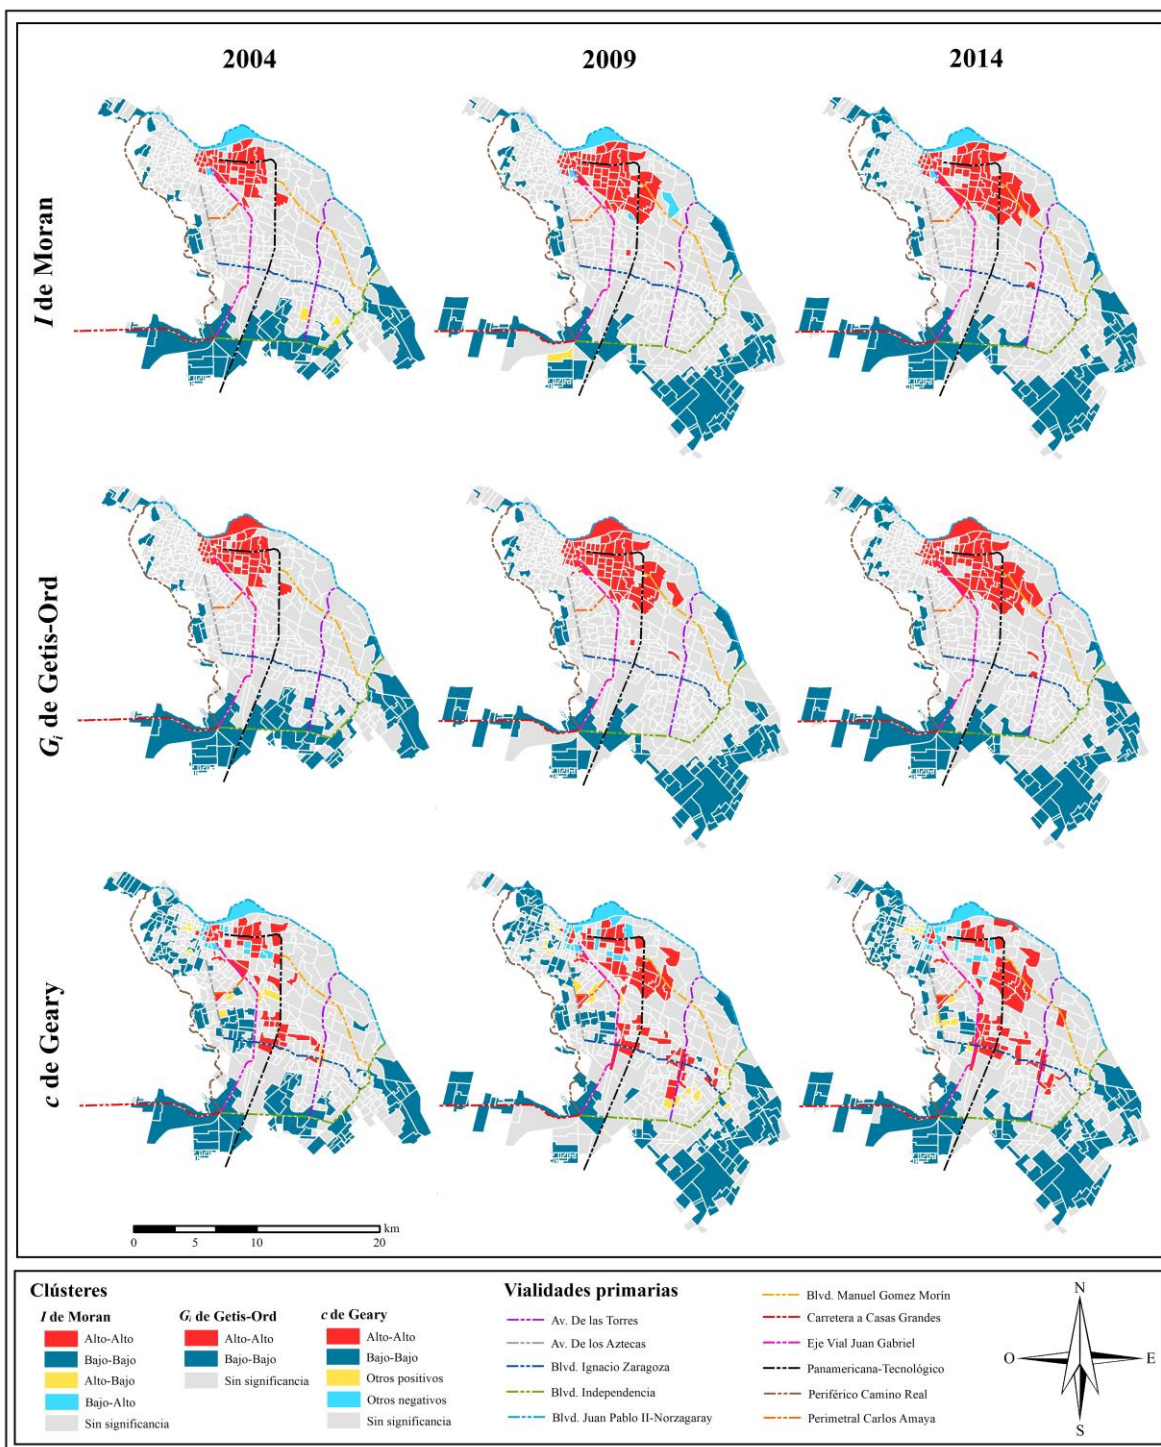 2004 2009 2014
I de Moran
Gi de Getis-Ord
c de Geary
km
0 5 10 20
Clústeres
I de Moran
Alto-Alto
Bajo-Bajo
Alto-Bajo
Bajo-Alto
Sin significancia
Gi de Getis-Ord
Alto-Alto
Bajo-Bajo
Sin significancia
c de Geary
Alto-Alto
Bajo-Bajo
Otros positivos
Otros negativos
Sin significancia
Vialidades primarias
Av. De las Torres
Av. De los Aztecas
Blvd. Ignacio Zaragoza
Blvd. Independencia
Blvd. Juan Pablo II-Norzagaray
Blvd. Manuel Gomez Morín
Carretera a Casas Grandes
Eje Vial Juan Gabriel
Panamericana-Tecnológico
Periférico Camino Real
Perimetral Carlos Amaya
N
O E
S